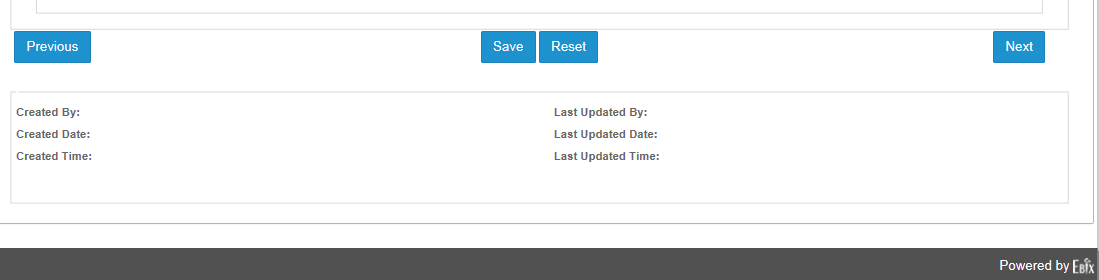 Previous Save Reset Next
Created By: Last Updated By:
Created Date: Last Updated Date:
Created Time: Last Updated Time:
Powered by Ebix